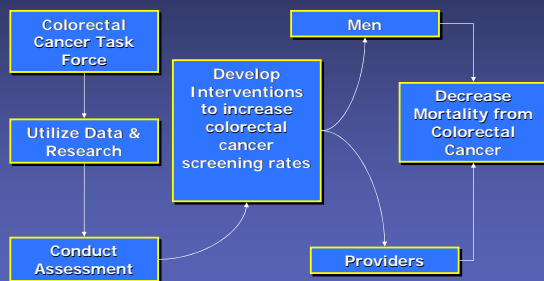 Colorectal
Cancer Task
Force
Utilize Data &
Research
Conduct
Assessment
Develop
Interventions
to increase
colorectal
cancer
screening rates
Men
Providers
Decrease
Mortality from
Colorectal
Cancer